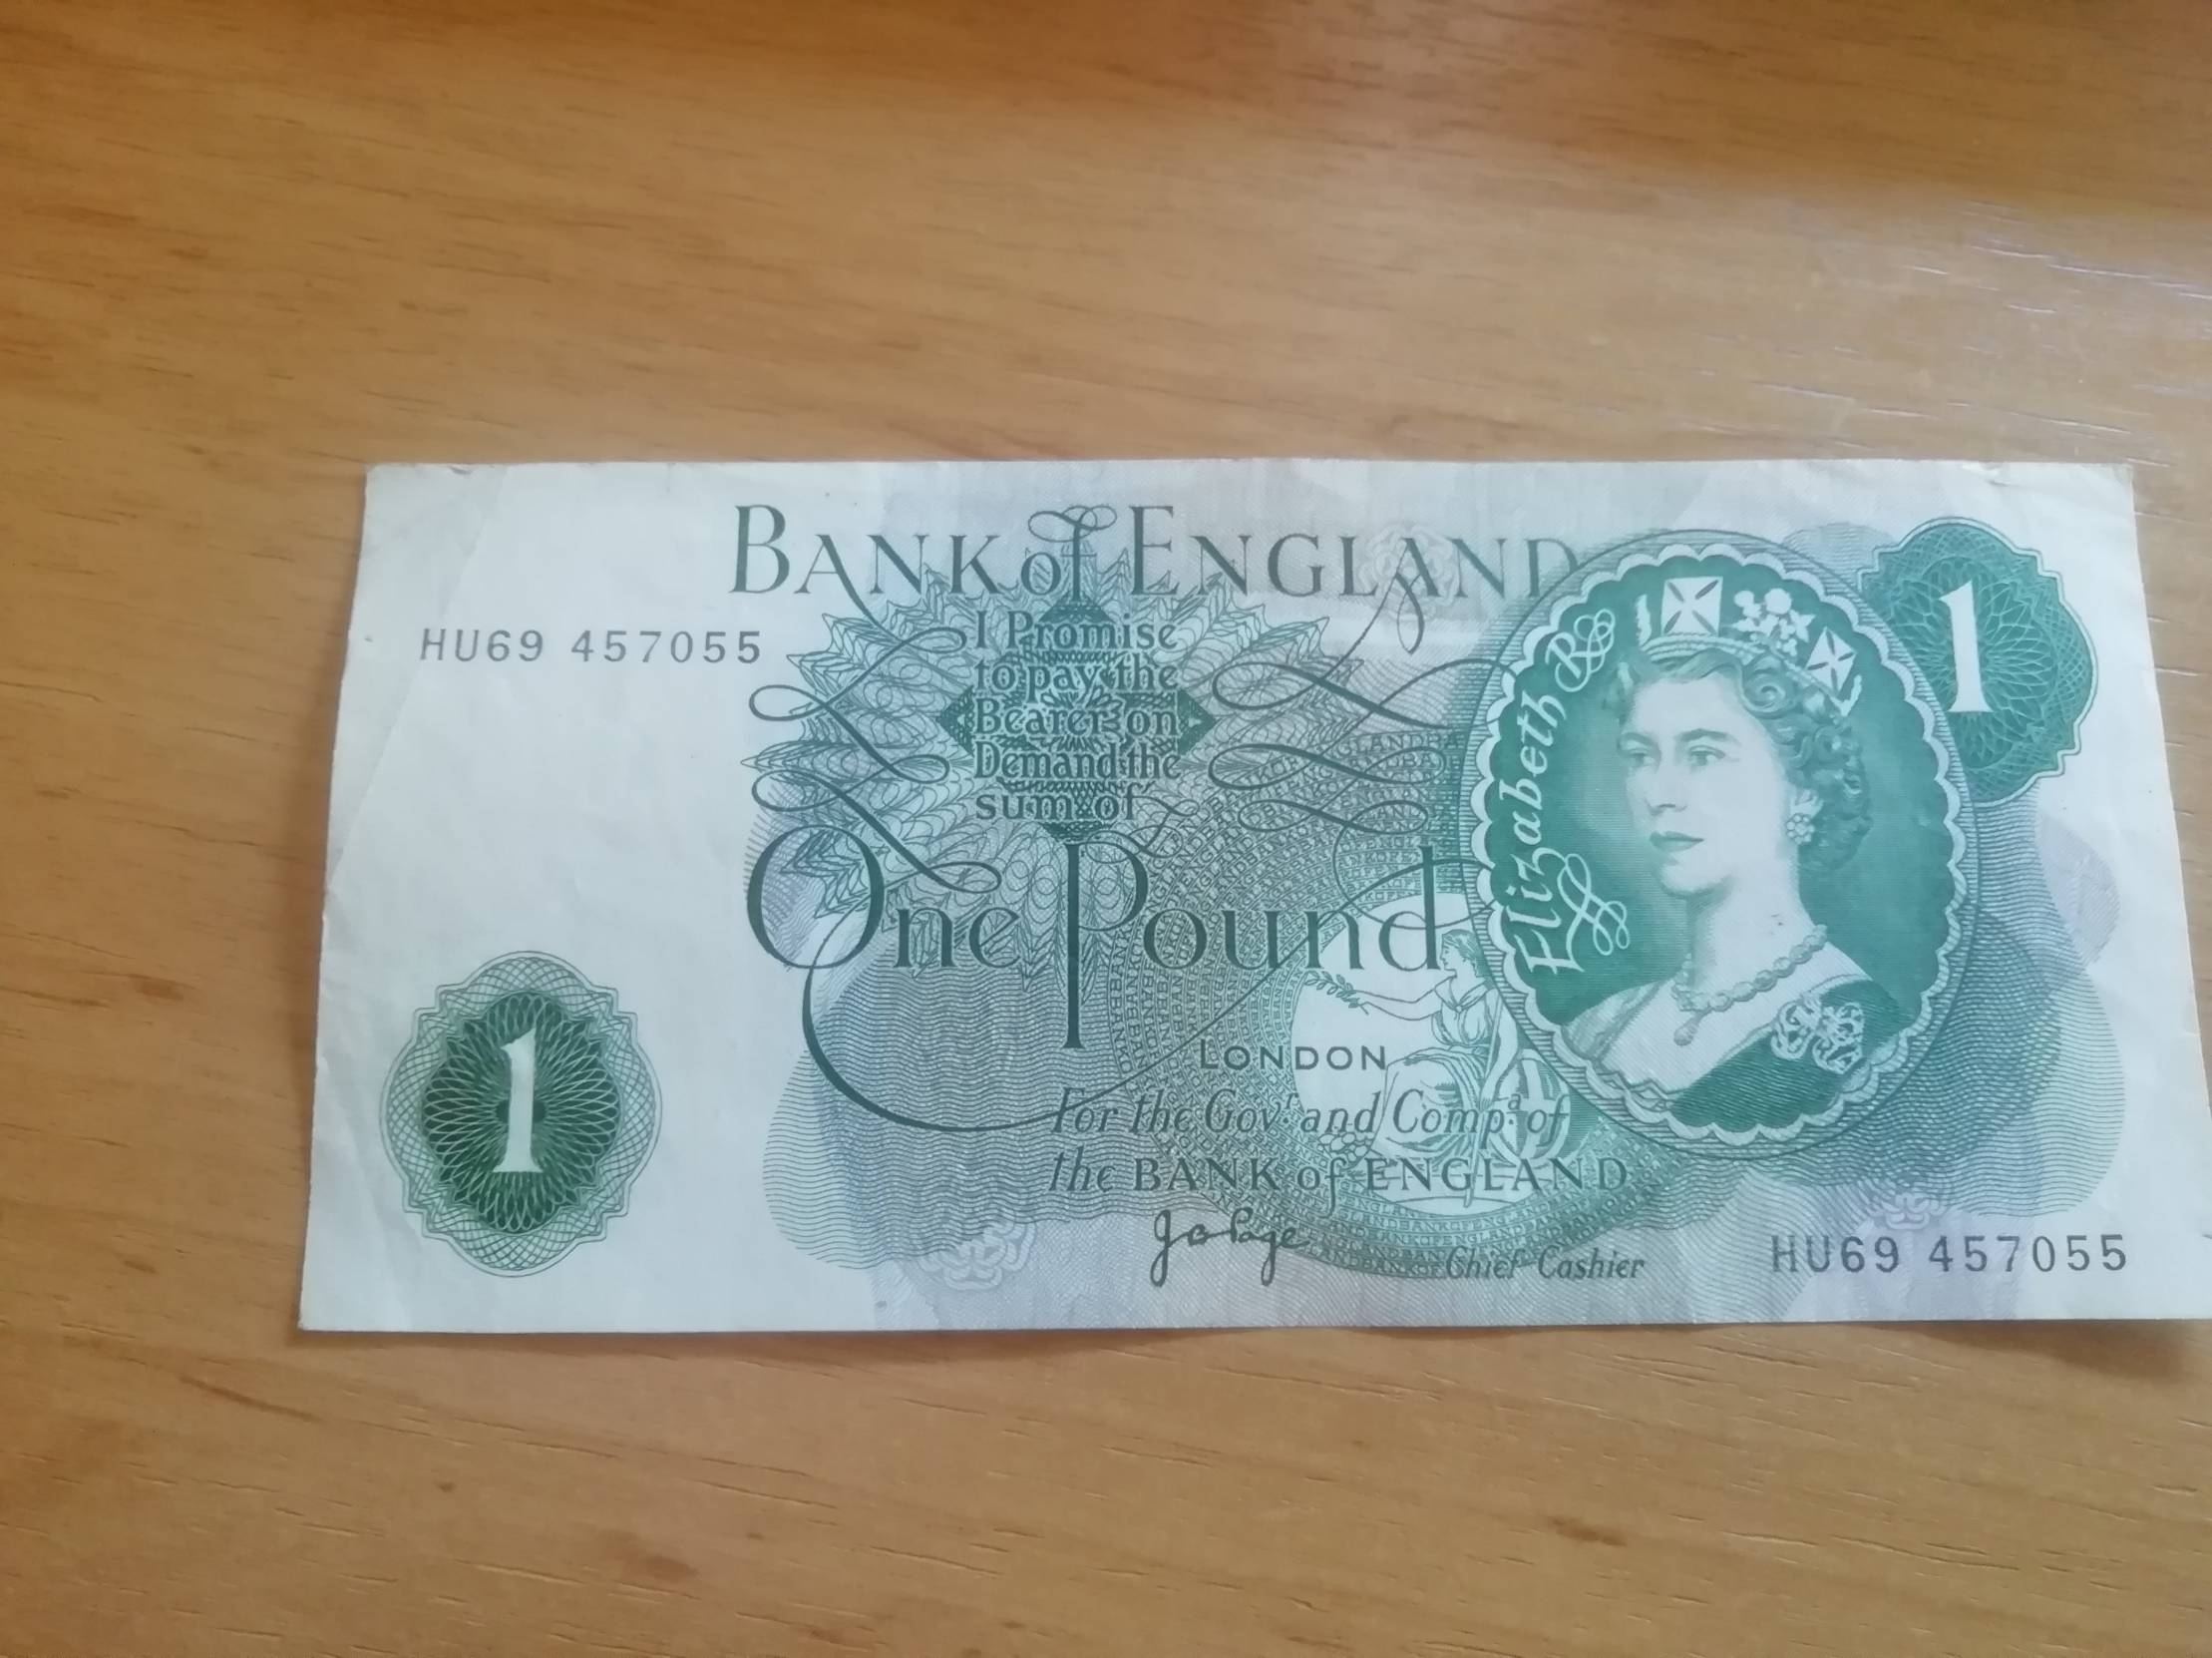 BANK of ENGLAND
HU69 457055
I Promise
to pay the
Bearer on
Demand the
sum of
One Pound
LONDON
For the Govr. and Compa. of
the BANK of ENGLAND
J O Page
Chief Cashier
Elizabeth R
1
1
HU69 457055